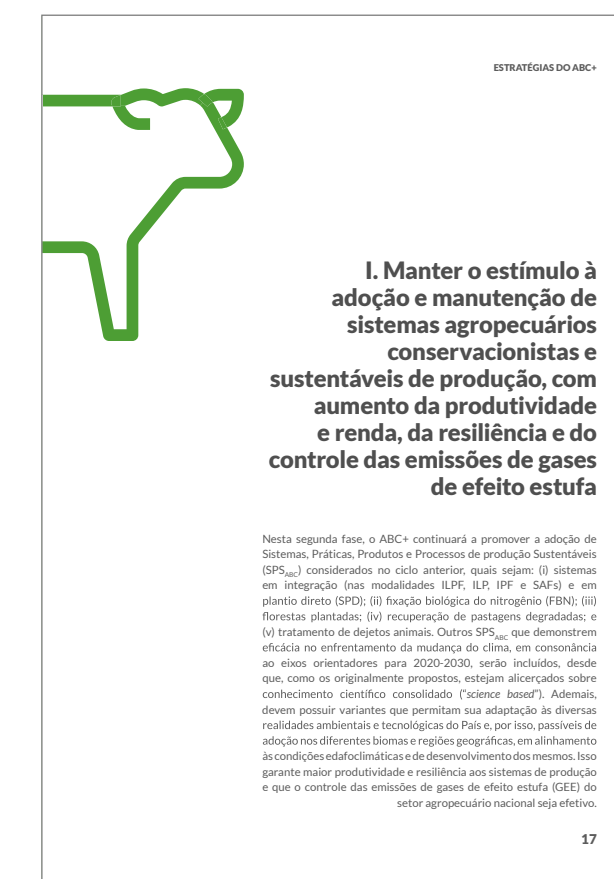 ESTRATÉGIAS DO ABC+
I. Manter o estímulo à
adoção e manutenção de
sistemas agropecuários
conservacionistas e
sustentáveis de produção, com
aumento da produtividade
e renda, da resiliência e do
controle das emissões de gases
de efeito estufa
Nesta segunda fase, o ABC+ continuará a promover a adoção de
Sistemas, Práticas, Produtos e Processos de produção Sustentáveis
(SPSABC) considerados no ciclo anterior, quais sejam: (i) sistemas
em integração (nas modalidades ILPF, ILP, IPF e SAFs) e em
plantio direto (SPD); (ii) fixação biológica do nitrogênio (FBN); (iii)
florestas plantadas; (iv) recuperação de pastagens degradadas; e
(v) tratamento de dejetos animais. Outros SPSABC que demonstrem
eficácia no enfrentamento da mudança do clima, em consonância
ao eixos orientadores para 2020-2030, serão incluídos, desde
que, como os originalmente propostos, estejam alicerçados sobre
conhecimento científico consolidado (“science based”). Ademais,
devem possuir variantes que permitam sua adaptação às diversas
realidades ambientais e tecnológicas do País e, por isso, passíveis de
adoção nos diferentes biomas e regiões geográficas, em alinhamento
às condições edafoclimáticas e de desenvolvimento dos mesmos. Isso
garante maior produtividade e resiliência aos sistemas de produção
e que o controle das emissões de gases de efeito estufa (GEE) do
setor agropecuário nacional seja efetivo.
17